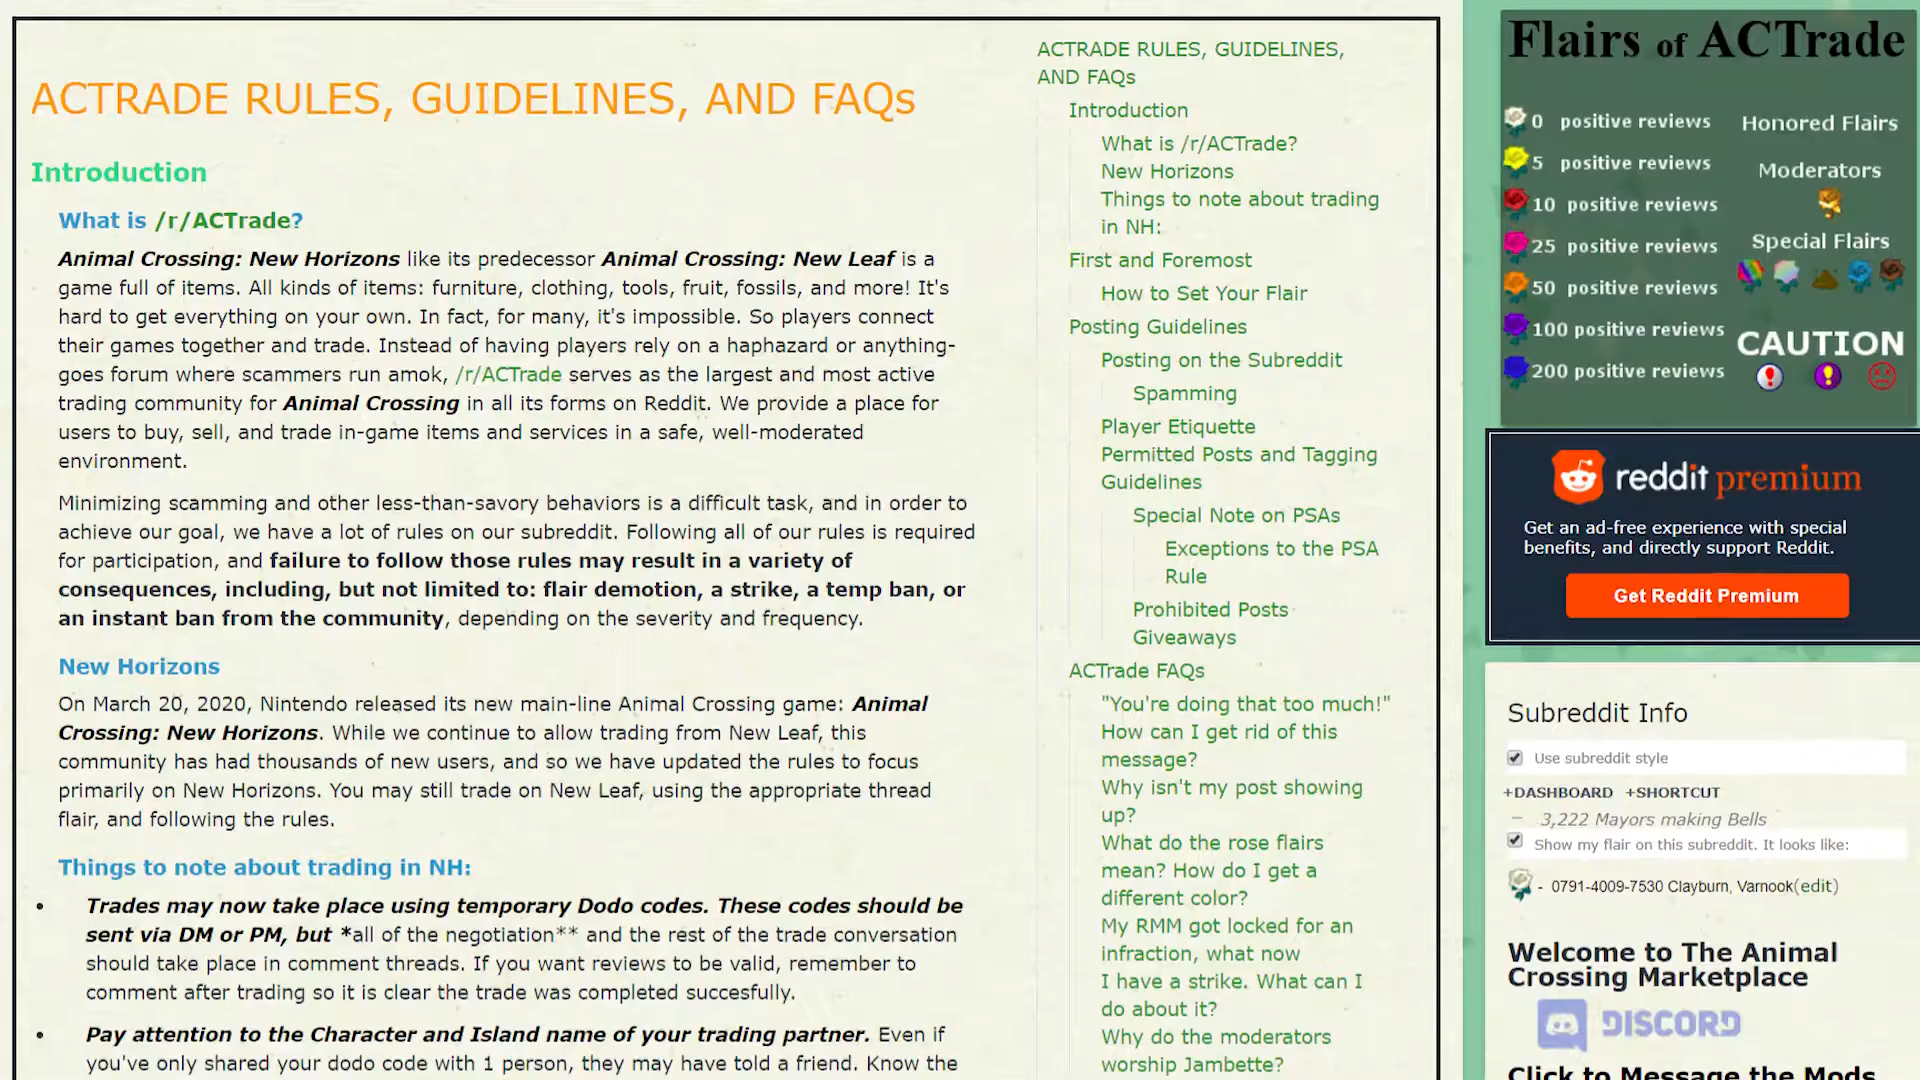 ACTRADE RULES, GUIDELINES, AND FAQs
Introduction
What is /r/ACTrade?
Animal Crossing: New Horizons like its predecessor Animal Crossing: New Leaf is a
game full of items. All kinds of items: furniture, clothing, tools, fruit, fossils, and more! It's
hard to get everything on your own. In fact, for many, it's impossible. So players connect
their games together and trade. Instead of having players rely on a haphazard or anything-
goes forum where scammers run amok, /r/ACTrade serves as the largest and most active
trading community for Animal Crossing in all its forms on Reddit. We provide a place for
users to buy, sell, and trade in-game items and services in a safe, well-moderated
environment.
Minimizing scamming and other less-than-savory behaviors is a difficult task, and in order to
achieve our goal, we have a lot of rules on our subreddit. Following all of our rules is required
for participation, and failure to follow those rules may result in a variety of
consequences, including, but not limited to: flair demotion, a strike, a temp ban, or
an instant ban from the community, depending on the severity and frequency.
New Horizons
On March 20, 2020, Nintendo released its new main-line Animal Crossing game: Animal
Crossing: New Horizons. While we continue to allow trading from New Leaf, this
community has had thousands of new users, and so we have updated the rules to focus
primarily on New Horizons. You may still trade on New Leaf, using the appropriate thread
flair, and following the rules.
Things to note about trading in NH:
• Trades may now take place using temporary Dodo codes. These codes should be
sent via DM or PM, but *all of the negotiation** and the rest of the trade conversation
should take place in comment threads. If you want reviews to be valid, remember to
comment after trading so it is clear the trade was completed succesfully.
• Pay attention to the Character and Island name of your trading partner. Even if
you've only shared your dodo code with 1 person, they may have told a friend. Know the
ACTRADE RULES, GUIDELINES,
AND FAQs
Introduction
What is /r/ACTrade?
New Horizons
Things to note about trading
in NH:
First and Foremost
How to Set Your Flair
Posting Guidelines
Posting on the Subreddit
Spamming
Player Etiquette
Permitted Posts and Tagging
Guidelines
Special Note on PSAs
Exceptions to the PSA
Rule
Prohibited Posts
Giveaways
ACTrade FAQs
"You're doing that too much!"
How can I get rid of this
message?
Why isn't my post showing
up?
What do the rose flairs
mean? How do I get a
different color?
My RMM got locked for an
infraction, what now
I have a strike. What can I
do about it?
Why do the moderators
worship Jambette?
Flairs of ACTrade
0 positive reviews
5 positive reviews
10 positive reviews
25 positive reviews
50 positive reviews
100 positive reviews
200 positive reviews
Honored Flairs
Moderators
Special Flairs
CAUTION
reddit premium
Get an ad-free experience with special
benefits, and directly support Reddit.
Get Reddit Premium
Subreddit Info
Use subreddit style
+DASHBOARD +SHORTCUT
3,222 Mayors making Bells
Show my flair on this subreddit. It looks like:
- 0791-4009-7530 Clayburn, Varnook(edit)
Welcome to The Animal
Crossing Marketplace
DISCORD
Click to Message the Mods